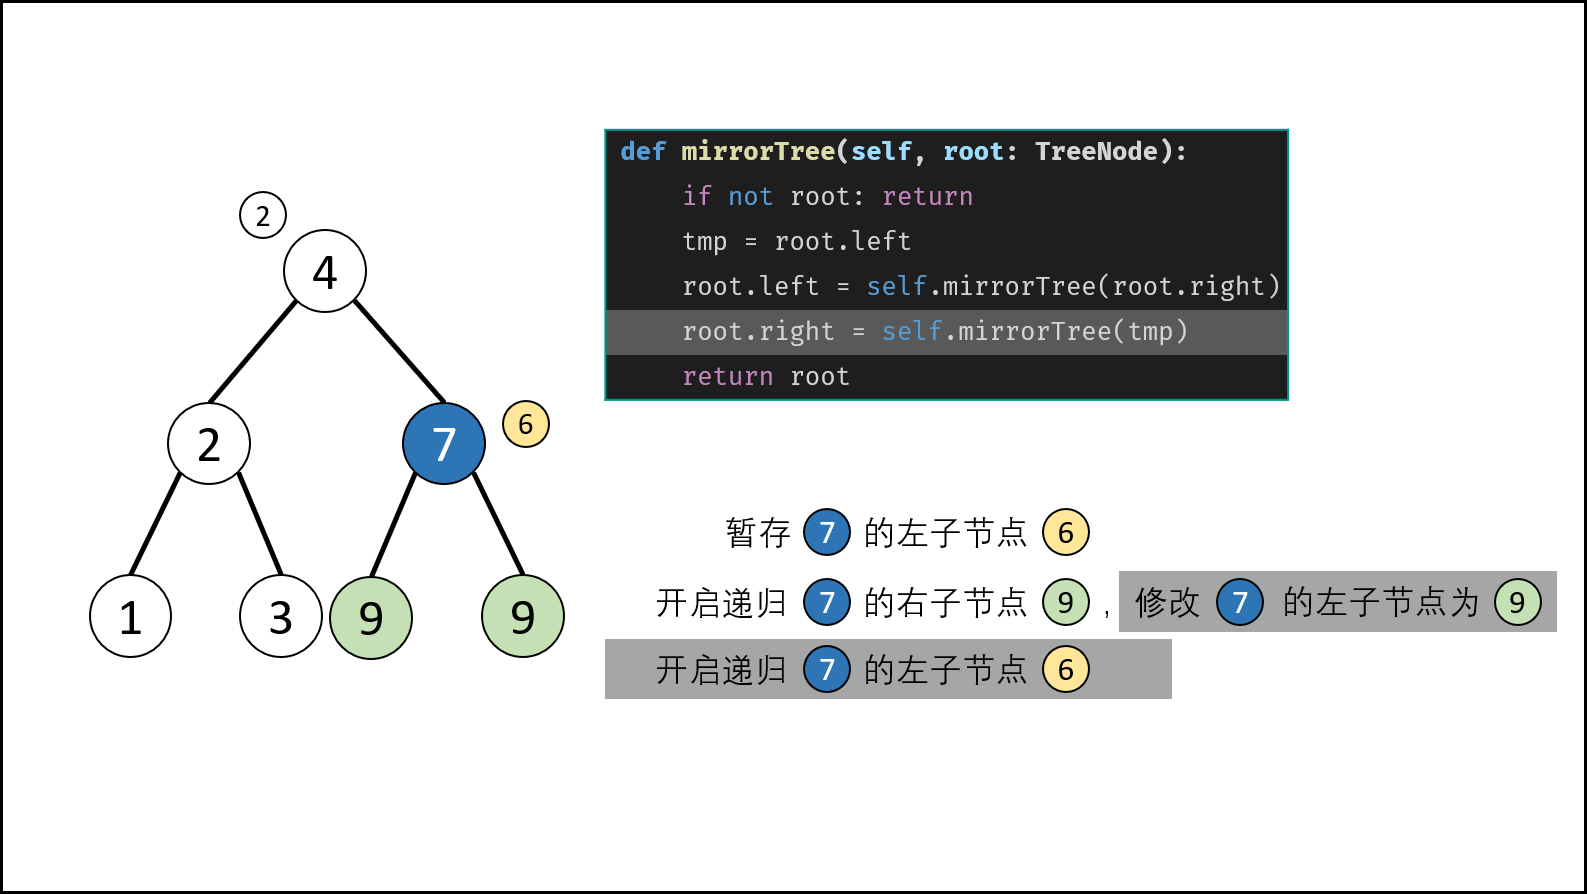 2
4
2
7
6
1
3
9
9
def mirrorTree(self, root: TreeNode):
if not root: return
tmp = root.left
root.left = self.mirrorTree(root.right)
root.right = self.mirrorTree(tmp)
return root
暂存 7 的左子节点 6
开启递归 7 的右子节点 9 , 修改 7 的左子节点为 9
开启递归 7 的左子节点 6